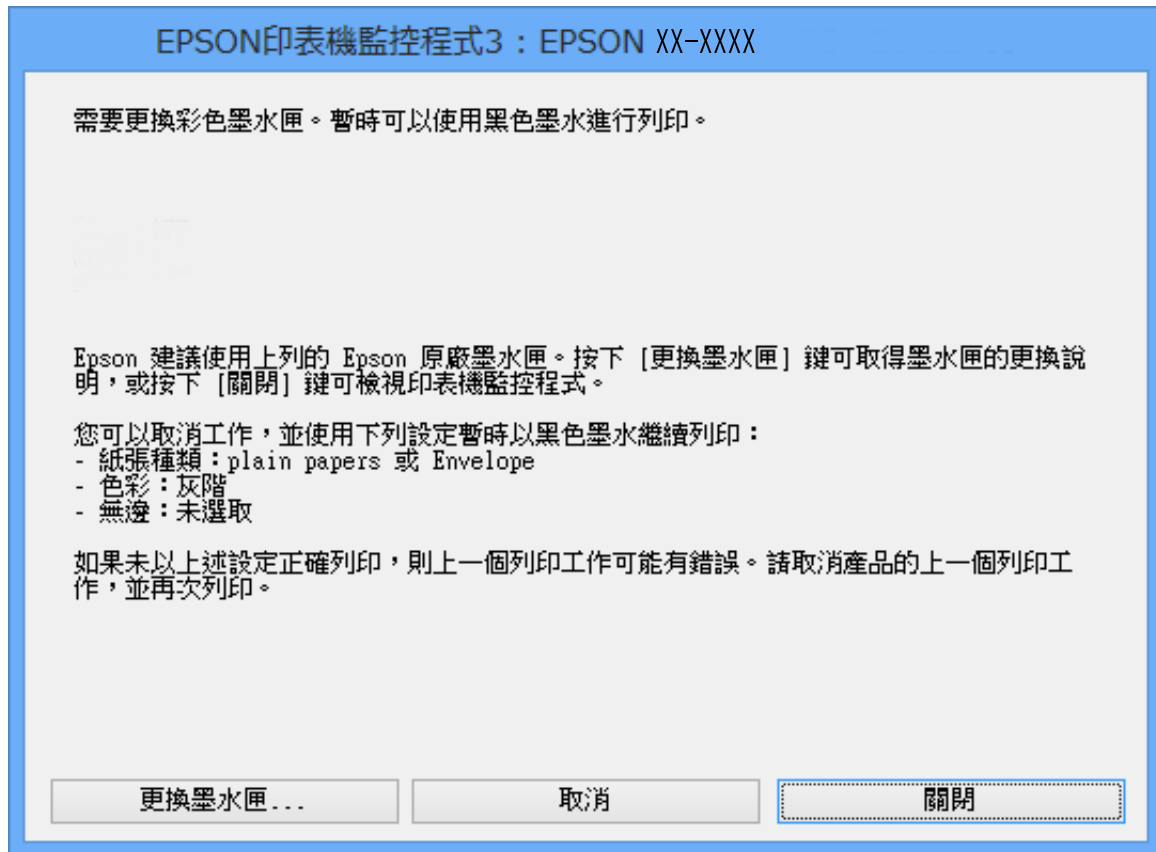 EPSON印表機監控程式3：EPSON XX-XXXX
需要更換彩色墨水匣。暫時可以使用黑色墨水進行列印。
Epson 建議使用上列的 Epson 原廠墨水匣。按下 [更換墨水匣] 鍵可取得墨水匣的更換說
明，或按下 [關閉] 鍵可檢視印表機監控程式。
您可以取消工作，並使用下列設定暫時以黑色墨水繼續列印：
- 紙張種類：plain papers 或 Envelope
- 色彩：灰階
- 無邊：未選取
如果未以上述設定正確列印，則上一個列印工作可能有錯誤。請取消產品的上一個列印工
作，並再次列印。
更換墨水匣...
取消
關閉